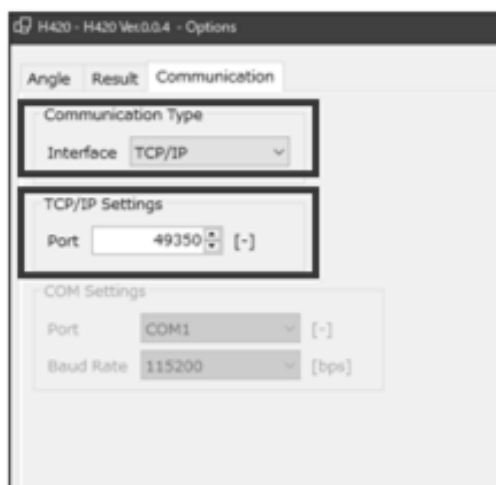 H420 - H420 Ver.0.0.4 - Options
Angle Result Communication
Communication Type
Interface TCP/IP
TCP/IP Settings
Port 49350 [-]
COM Settings
Port COM1 [-]
Baud Rate 115200 [bps]